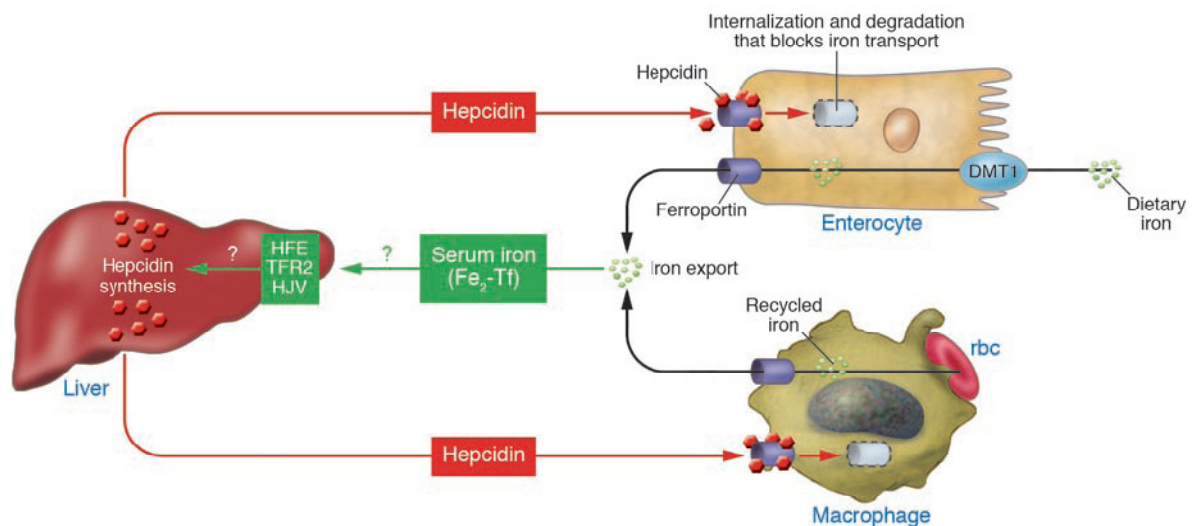 Internalization and degradation
that blocks iron transport
Hepcidin
Hepcidin
DMT1
Ferroportin
Enterocyte
Dietary
iron
?
HFE
TFR2
HJV
Hepcidin
synthesis
?
Serum iron
(Fe₂-Tf)
Iron export
Liver
Recycled
iron
rbc
Hepcidin
Macrophage